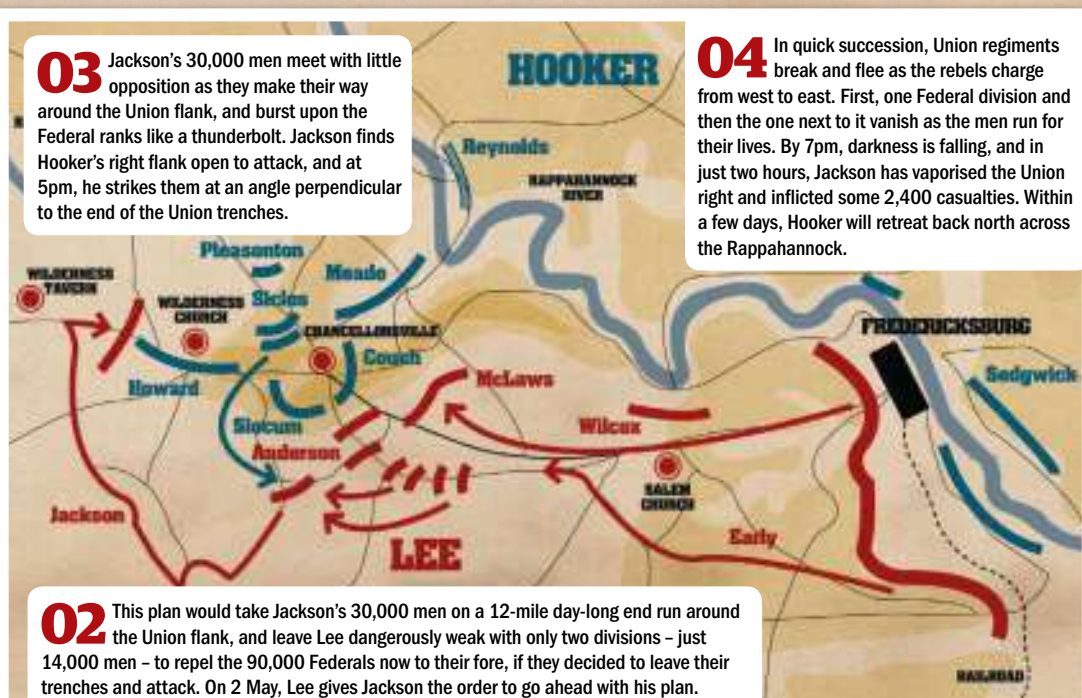 03 Jackson's 30,000 men meet with little
opposition as they make their way
around the Union flank, and burst upon the
Federal ranks like a thunderbolt. Jackson finds
Hooker's right flank open to attack, and at
5pm, he strikes them at an angle perpendicular
to the end of the Union trenches.
HOOKER
04 In quick succession, Union regiments
break and flee as the rebels charge
from west to east. First, one Federal division and
then the one next to it vanish as the men run for
their lives. By 7pm, darkness is falling, and in
just two hours, Jackson has vaporised the Union
right and inflicted some 2,400 casualties. Within
a few days, Hooker will retreat back north across
the Rappahannock.
Reynolds
RAPPAHANNOCK
RIVER
Pleasonton
Meade
WILDERNESS
TAVERN
WILDERNESS
CHURCH
Sicles
CHANCELLORSVILLE
FREDERICKSBURG
Couch
Howard
McLaws
Sedgwick
Slocum
Wilcox
Anderson
SALEM
CHURCH
Jackson
Early
LEE
02 This plan would take Jackson's 30,000 men on a 12-mile day-long end run around
the Union flank, and leave Lee dangerously weak with only two divisions – just
14,000 men – to repel the 90,000 Federals now to their fore, if they decided to leave their
trenches and attack. On 2 May, Lee gives Jackson the order to go ahead with his plan.
RAILROAD